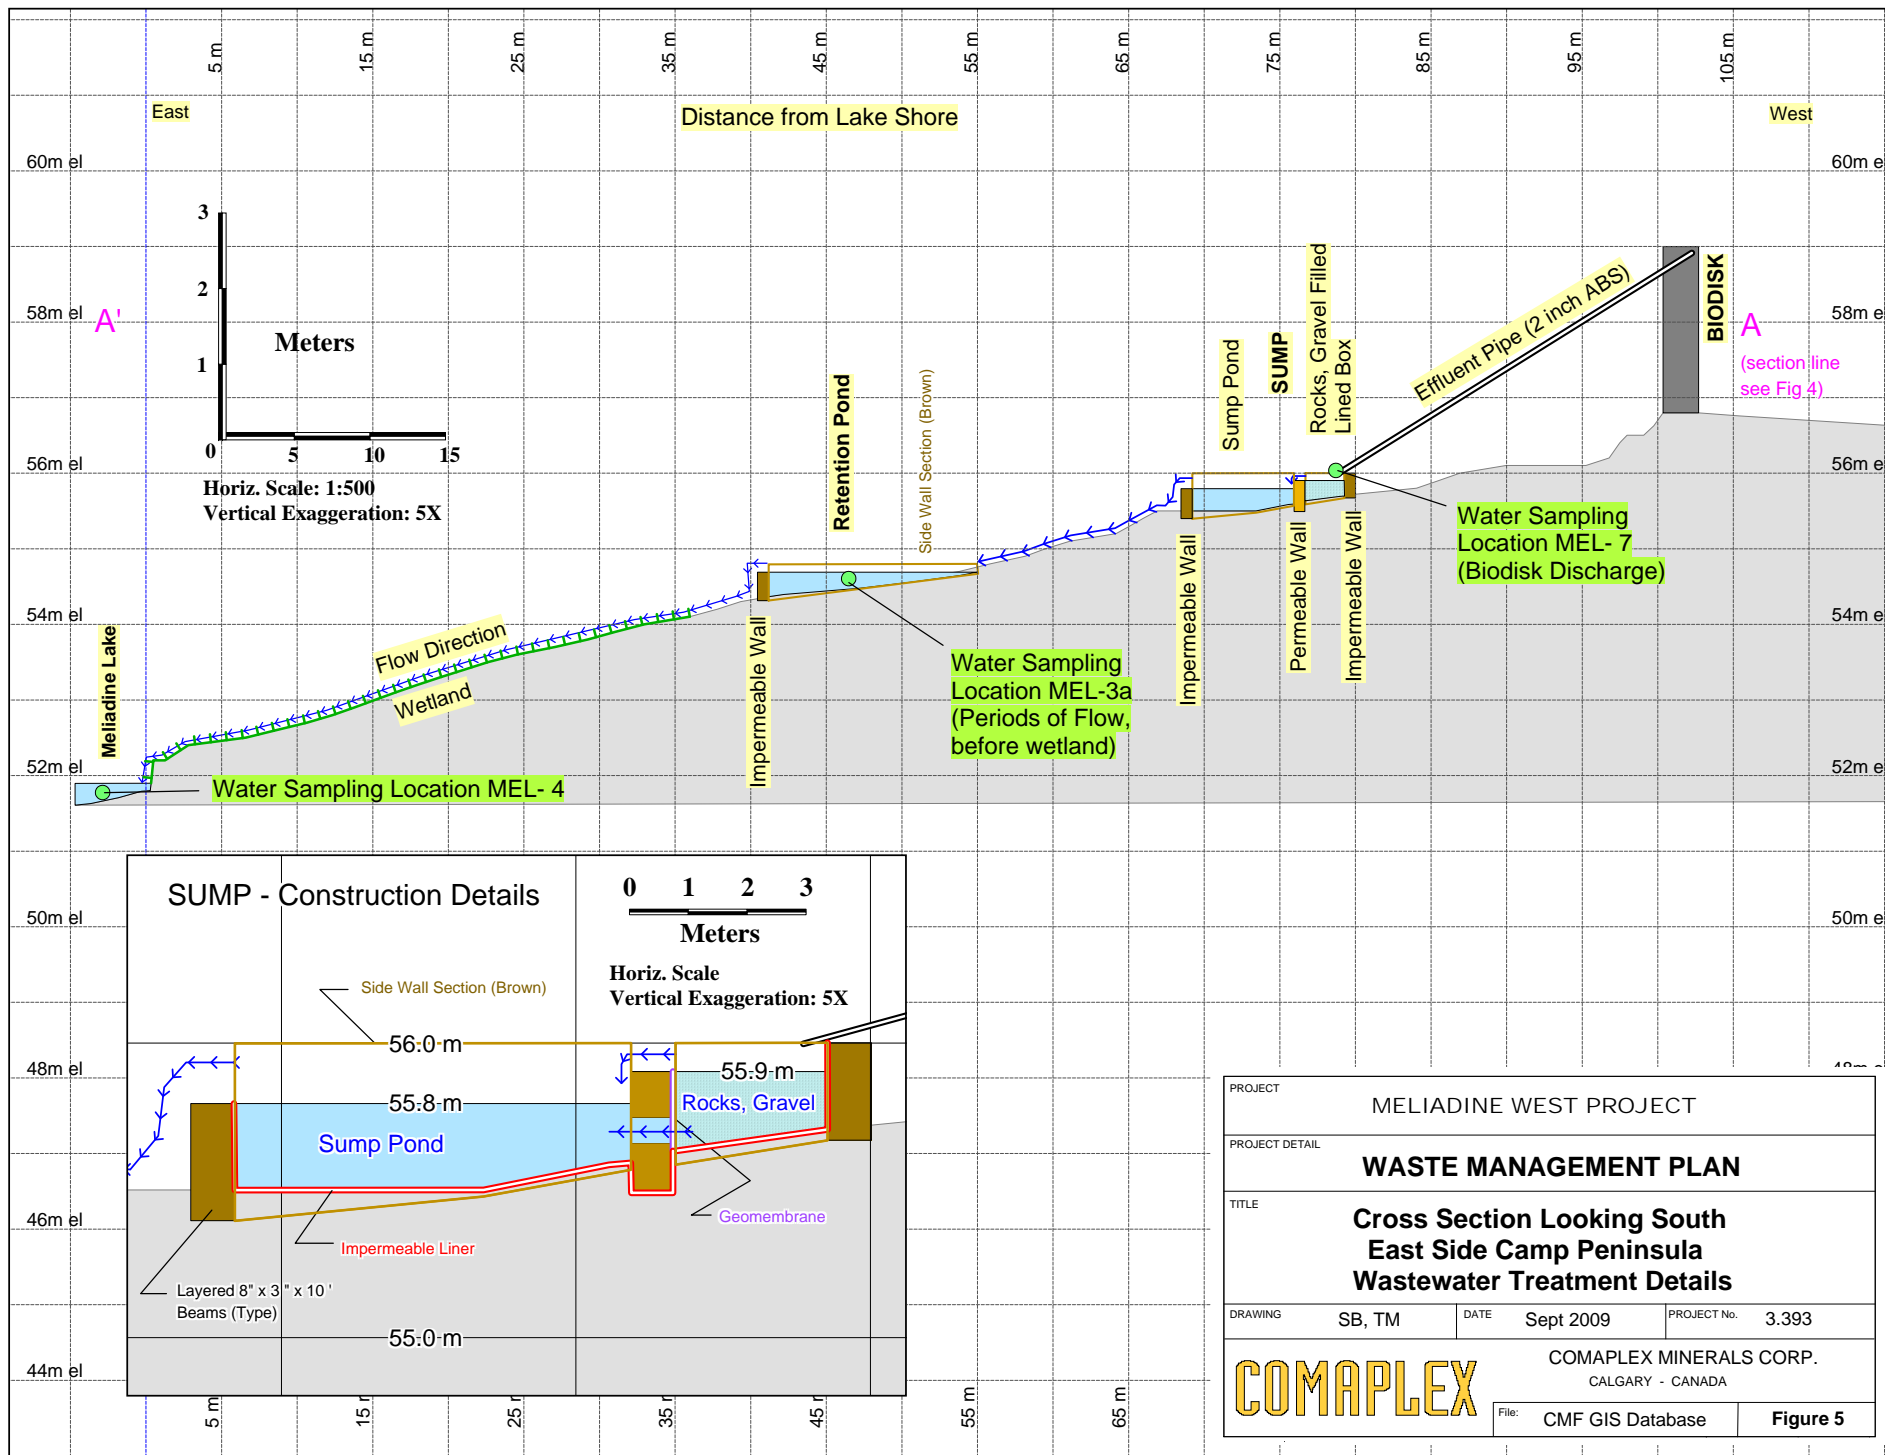 5 m
15 m
25 m
35 m
45 m
55 m
65 m
75 m
85 m
95 m
105 m
East
Distance from Lake Shore
West
60m el
60m e
58m el
58m e
56m el
56m e
54m el
54m e
52m el
52m e
50m el
50m e
48m el
48m e
46m el
46m e
44m el
A'
3
2
1
0
5
10
15
Meters
Horiz. Scale: 1:500
Vertical Exaggeration: 5X
A
(section line
see Fig 4)
BIODISK
Effluent Pipe (2 inch ABS)
Rocks, Gravel Filled
Lined Box
SUMP
Sump Pond
Side Wall Section (Brown)
Retention Pond
Water Sampling
Location MEL- 7
(Biodisk Discharge)
Impermeable Wall
Permeable Wall
Impermeable Wall
Impermeable Wall
Water Sampling
Location MEL-3a
(Periods of Flow,
before wetland)
Flow Direction
Wetland
Meliadine Lake
Water Sampling Location MEL- 4
SUMP - Construction Details
0 1 2 3
Meters
Horiz. Scale
Vertical Exaggeration: 5X
Side Wall Section (Brown)
56.0 m
55.9 m
55.8 m
Rocks, Gravel
Sump Pond
Geomembrane
Impermeable Liner
Layered 8" x 3 " x 10 '
Beams (Type)
55.0 m
5 m
15 m
25 m
35 m
45 m
55 m
65 m
PROJECT
MELIADINE WEST PROJECT
PROJECT DETAIL
WASTE MANAGEMENT PLAN
TITLE
Cross Section Looking South
East Side Camp Peninsula
Wastewater Treatment Details
DRAWING SB, TM DATE Sept 2009 PROJECT No. 3.393
COMAPLEX
COMAPLEX MINERALS CORP.
CALGARY - CANADA
File: CMF GIS Database Figure 5